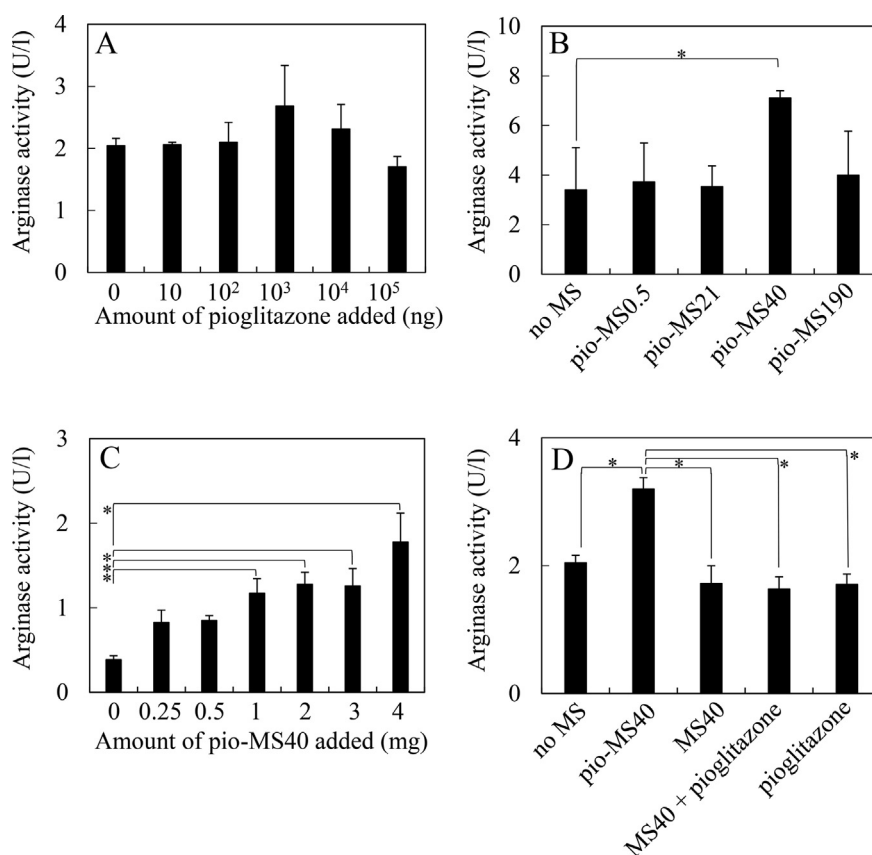 A
Arginase activity (U/l)
4
3
2
1
0
0 10 10² 10³ 10⁴ 10⁵
Amount of pioglitazone added (ng)
B
Arginase activity (U/l)
10
8
6
4
2
0
*
no MS
pio-MS0.5
pio-MS21
pio-MS40
pio-MS190
C
Arginase activity (U/l)
3
2
1
0
*
*
*
*
0 0.25 0.5 1 2 3 4
Amount of pio-MS40 added (mg)
D
Arginase activity (U/l)
4
2
0
*
*
*
*
no MS
pio-MS40
MS40
MS40 + pioglitazone
pioglitazone